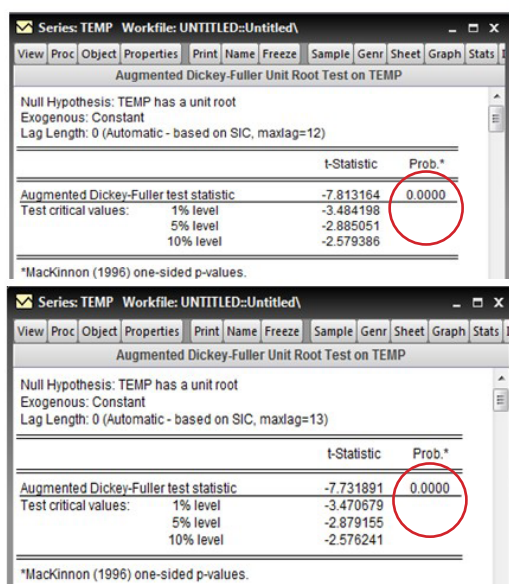 Series: TEMP Workfile: UNTITLED::Untitled\
View Proc Object Properties Print Name Freeze Sample Genr Sheet Graph Stats
Augmented Dickey-Fuller Unit Root Test on TEMP
Null Hypothesis: TEMP has a unit root
Exogenous: Constant
Lag Length: 0 (Automatic - based on SIC, maxlag=12)
t-Statistic Prob.*
Augmented Dickey-Fuller test statistic -7.813164 0.0000
Test critical values: 1% level -3.484198
5% level -2.885051
10% level -2.579386
*MacKinnon (1996) one-sided p-values.
Series: TEMP Workfile: UNTITLED::Untitled\
View Proc Object Properties Print Name Freeze Sample Genr Sheet Graph Stats
Augmented Dickey-Fuller Unit Root Test on TEMP
Null Hypothesis: TEMP has a unit root
Exogenous: Constant
Lag Length: 0 (Automatic - based on SIC, maxlag=13)
t-Statistic Prob.*
Augmented Dickey-Fuller test statistic -7.731891 0.0000
Test critical values: 1% level -3.470679
5% level -2.879155
10% level -2.576241
*MacKinnon (1996) one-sided p-values.